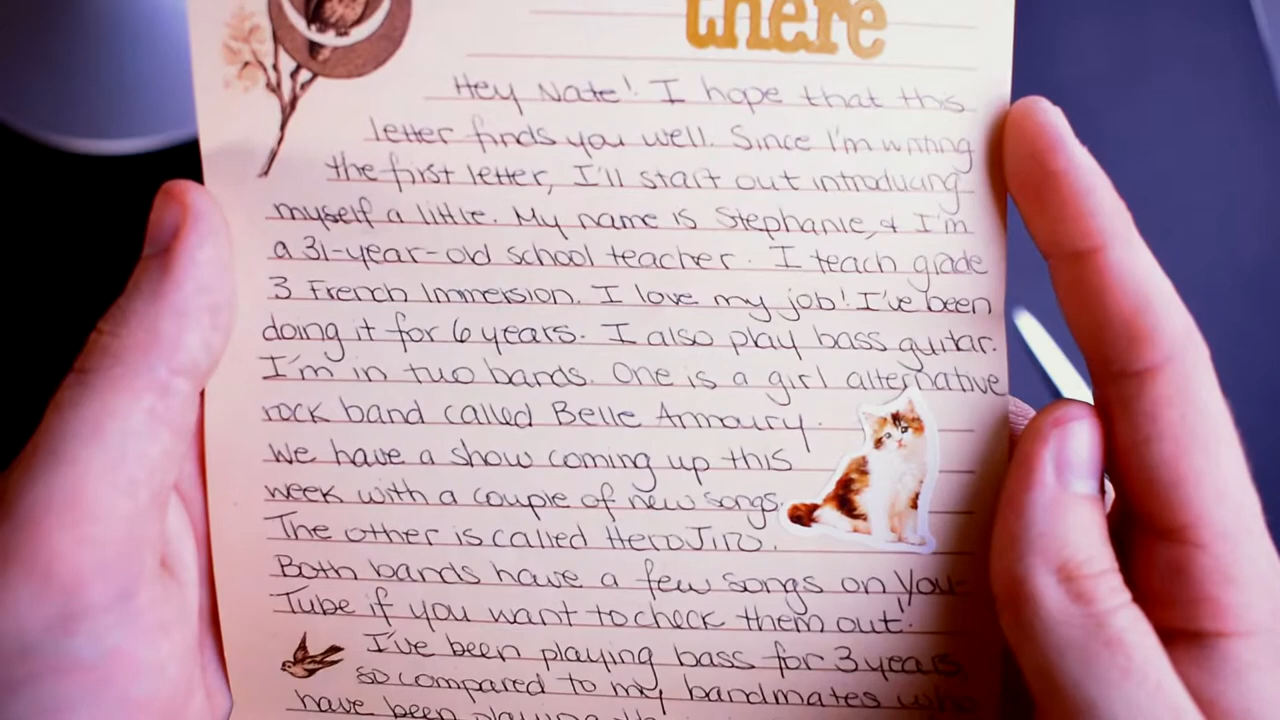 there
Hey Nate! I hope that this
letter finds you well. Since I'm writing
the first letter, I'll start out introducing
myself a little. My name is Stephanie, & I'm
a 31-year-old school teacher. I teach grade
3 French Immersion. I love my job! I've been
doing it for 6 years. I also play bass guitar.
I'm in two bands. One is a girl alternative
rock band called Belle Armoury.
We have a show coming up this
week with a couple of new songs.
The other is called HeroJiro.
Both bands have a few songs on You-
Tube if you want to check them out!
I've been playing bass for 3 years
so compared to my bandmates who
have been playing